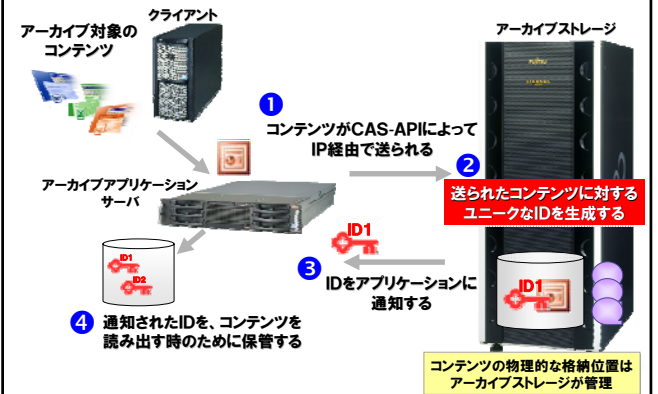 クライアント
アーカイブ対象の
コンテンツ
アーカイブストレージ
FUJITSU
❶
コンテンツがCAS-APIによって
IP経由で送られる
❷
送られたコンテンツに対する
ユニークなIDを生成する
アーカイブアプリケーション
サーバ
ID1
❸
IDをアプリケーションに
通知する
ID1
ID1
ID2
❹ 通知されたIDを、コンテンツを
読み出す時のために保管する
コンテンツの物理的な格納位置は
アーカイブストレージが管理